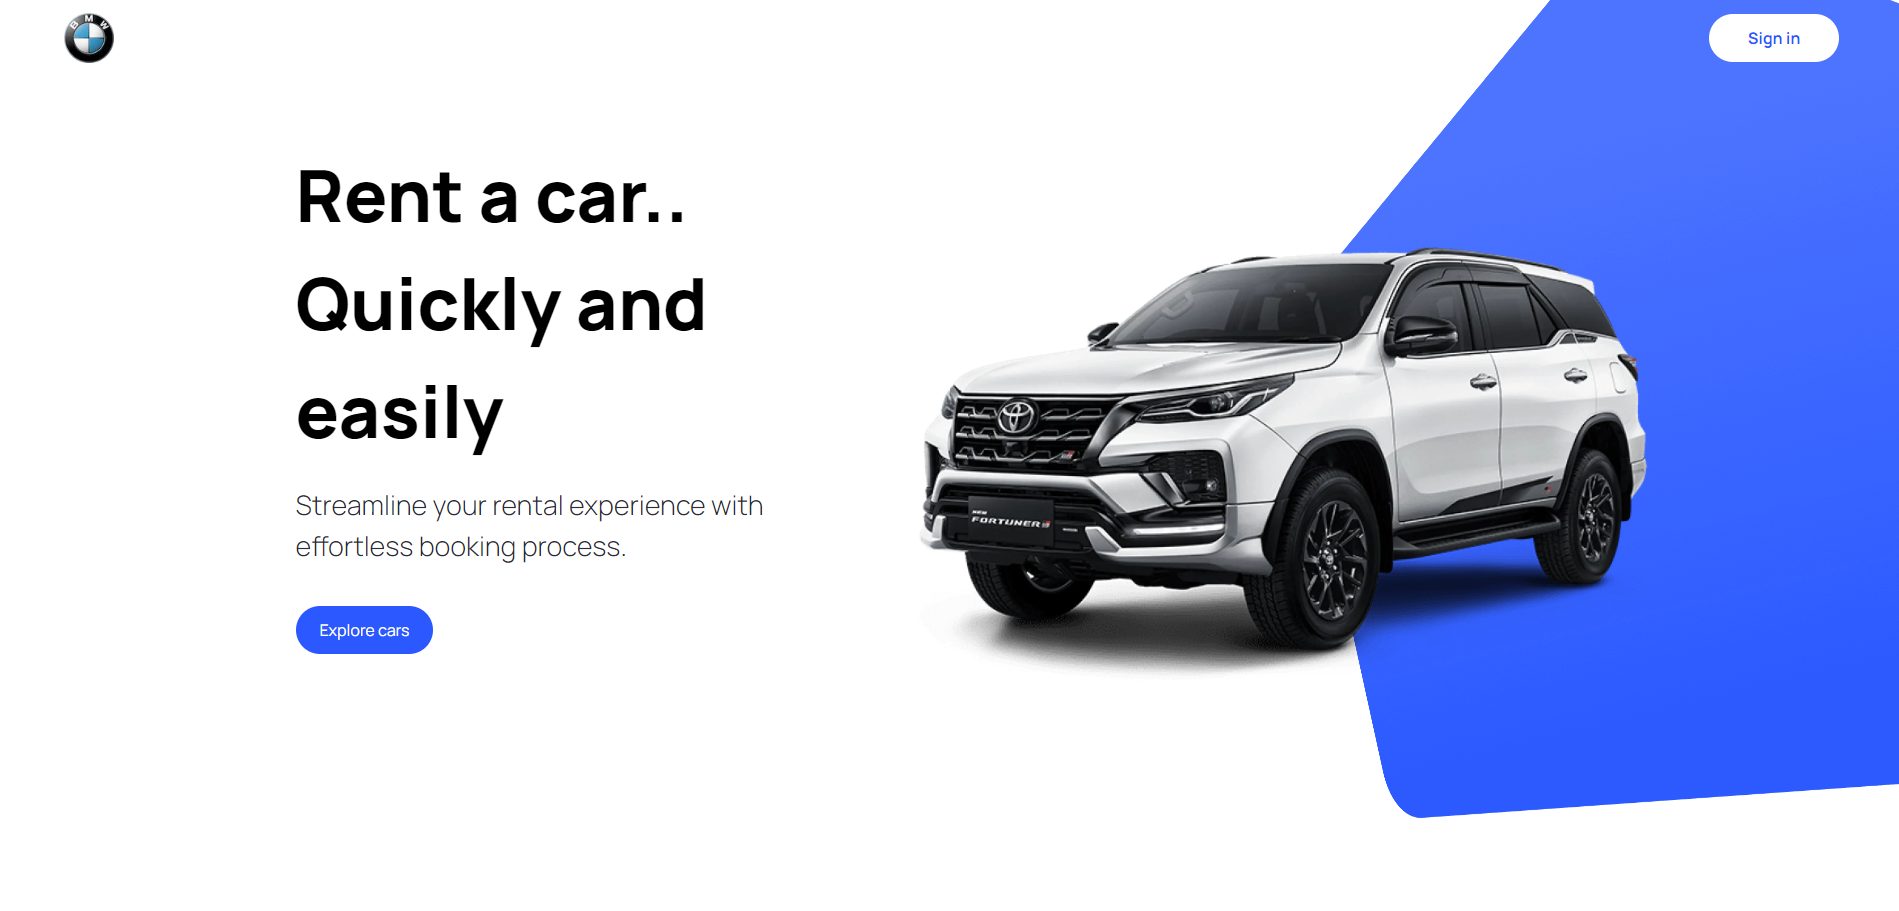 BMW
Sign in
Rent a car..
Quickly and
easily
Streamline your rental experience with
effortless booking process.
Explore cars
NEW
FORTUNER